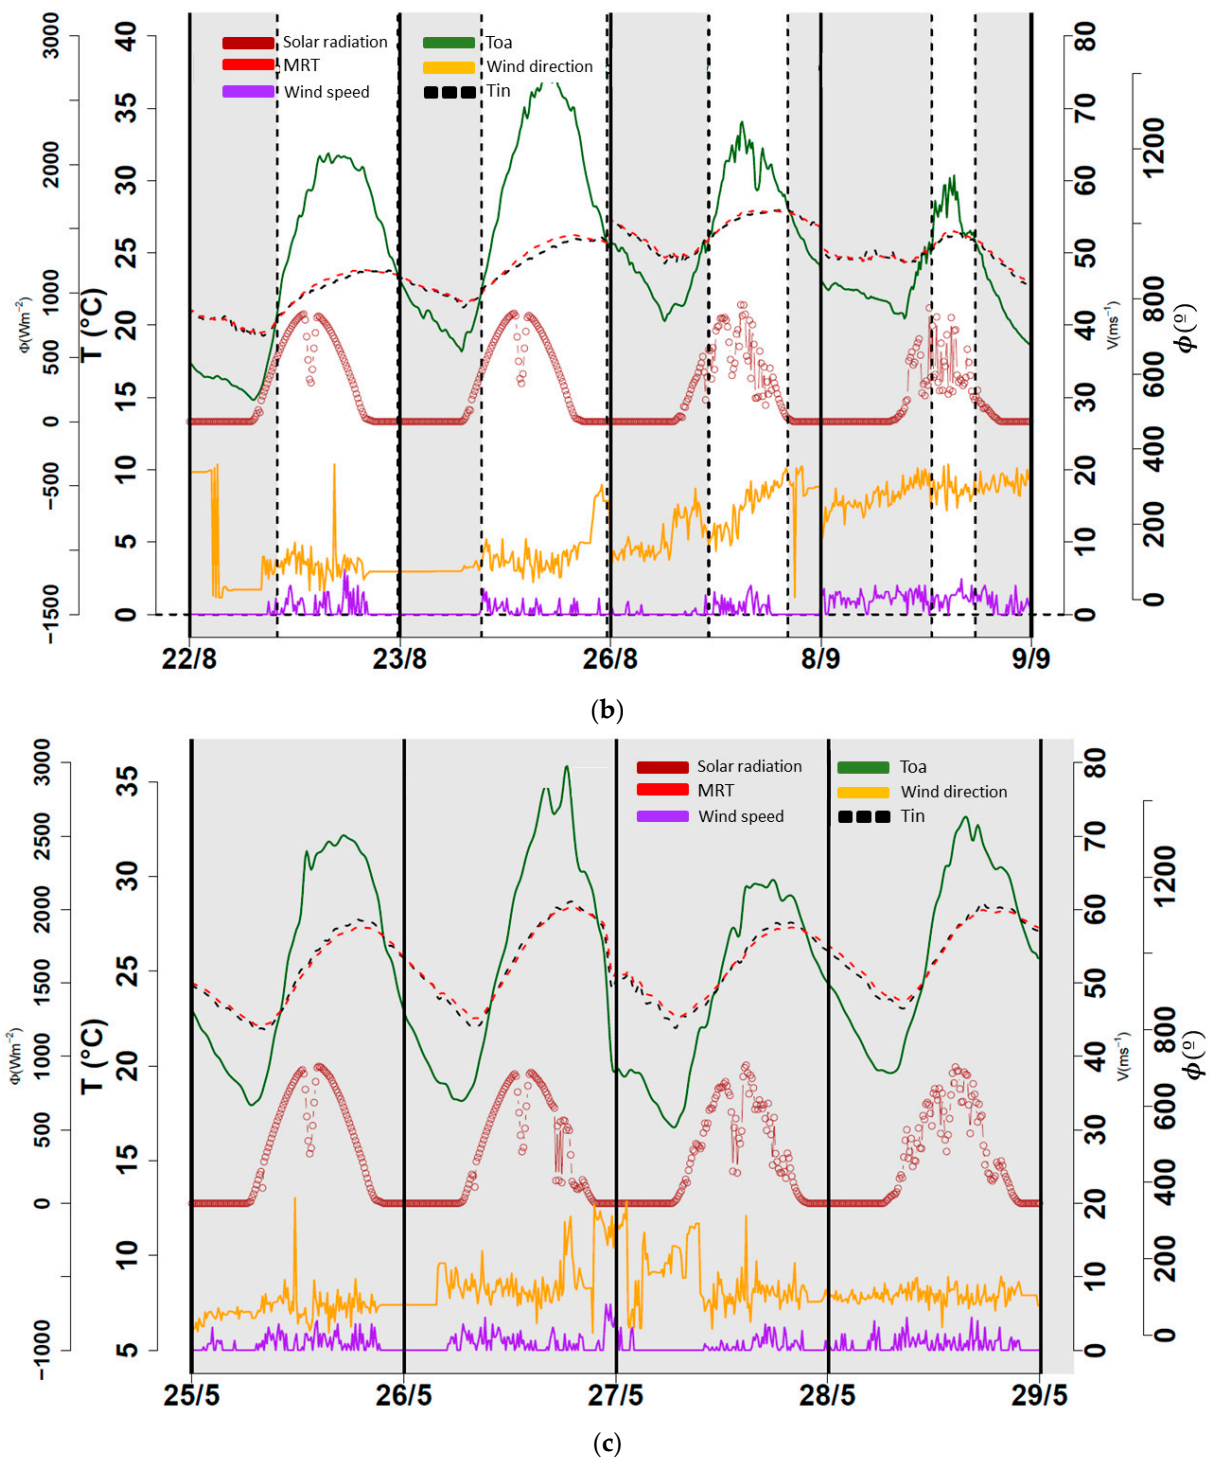 Solar radiation
MRT
Wind speed
Toa
Wind direction
Tin
3000
2000
1000
500
0
−500
−1500
Φ(Wm−2)
40
35
30
25
20
15
10
5
0
T (°C)
80
70
60
50
40
30
20
10
0
V(ms−1)
1200
800
600
400
200
0
ϕ(º)
22/8 23/8 26/8 8/9 9/9
(b)
Solar radiation
MRT
Wind speed
Toa
Wind direction
Tin
3000
2500
2000
1500
1000
500
0
−1000
Φ(Wm−2)
35
30
25
20
15
10
5
T (°C)
80
70
60
50
40
30
20
10
0
V(ms−1)
1200
800
600
400
200
0
ϕ(º)
25/5 26/5 27/5 28/5 29/5
(c)